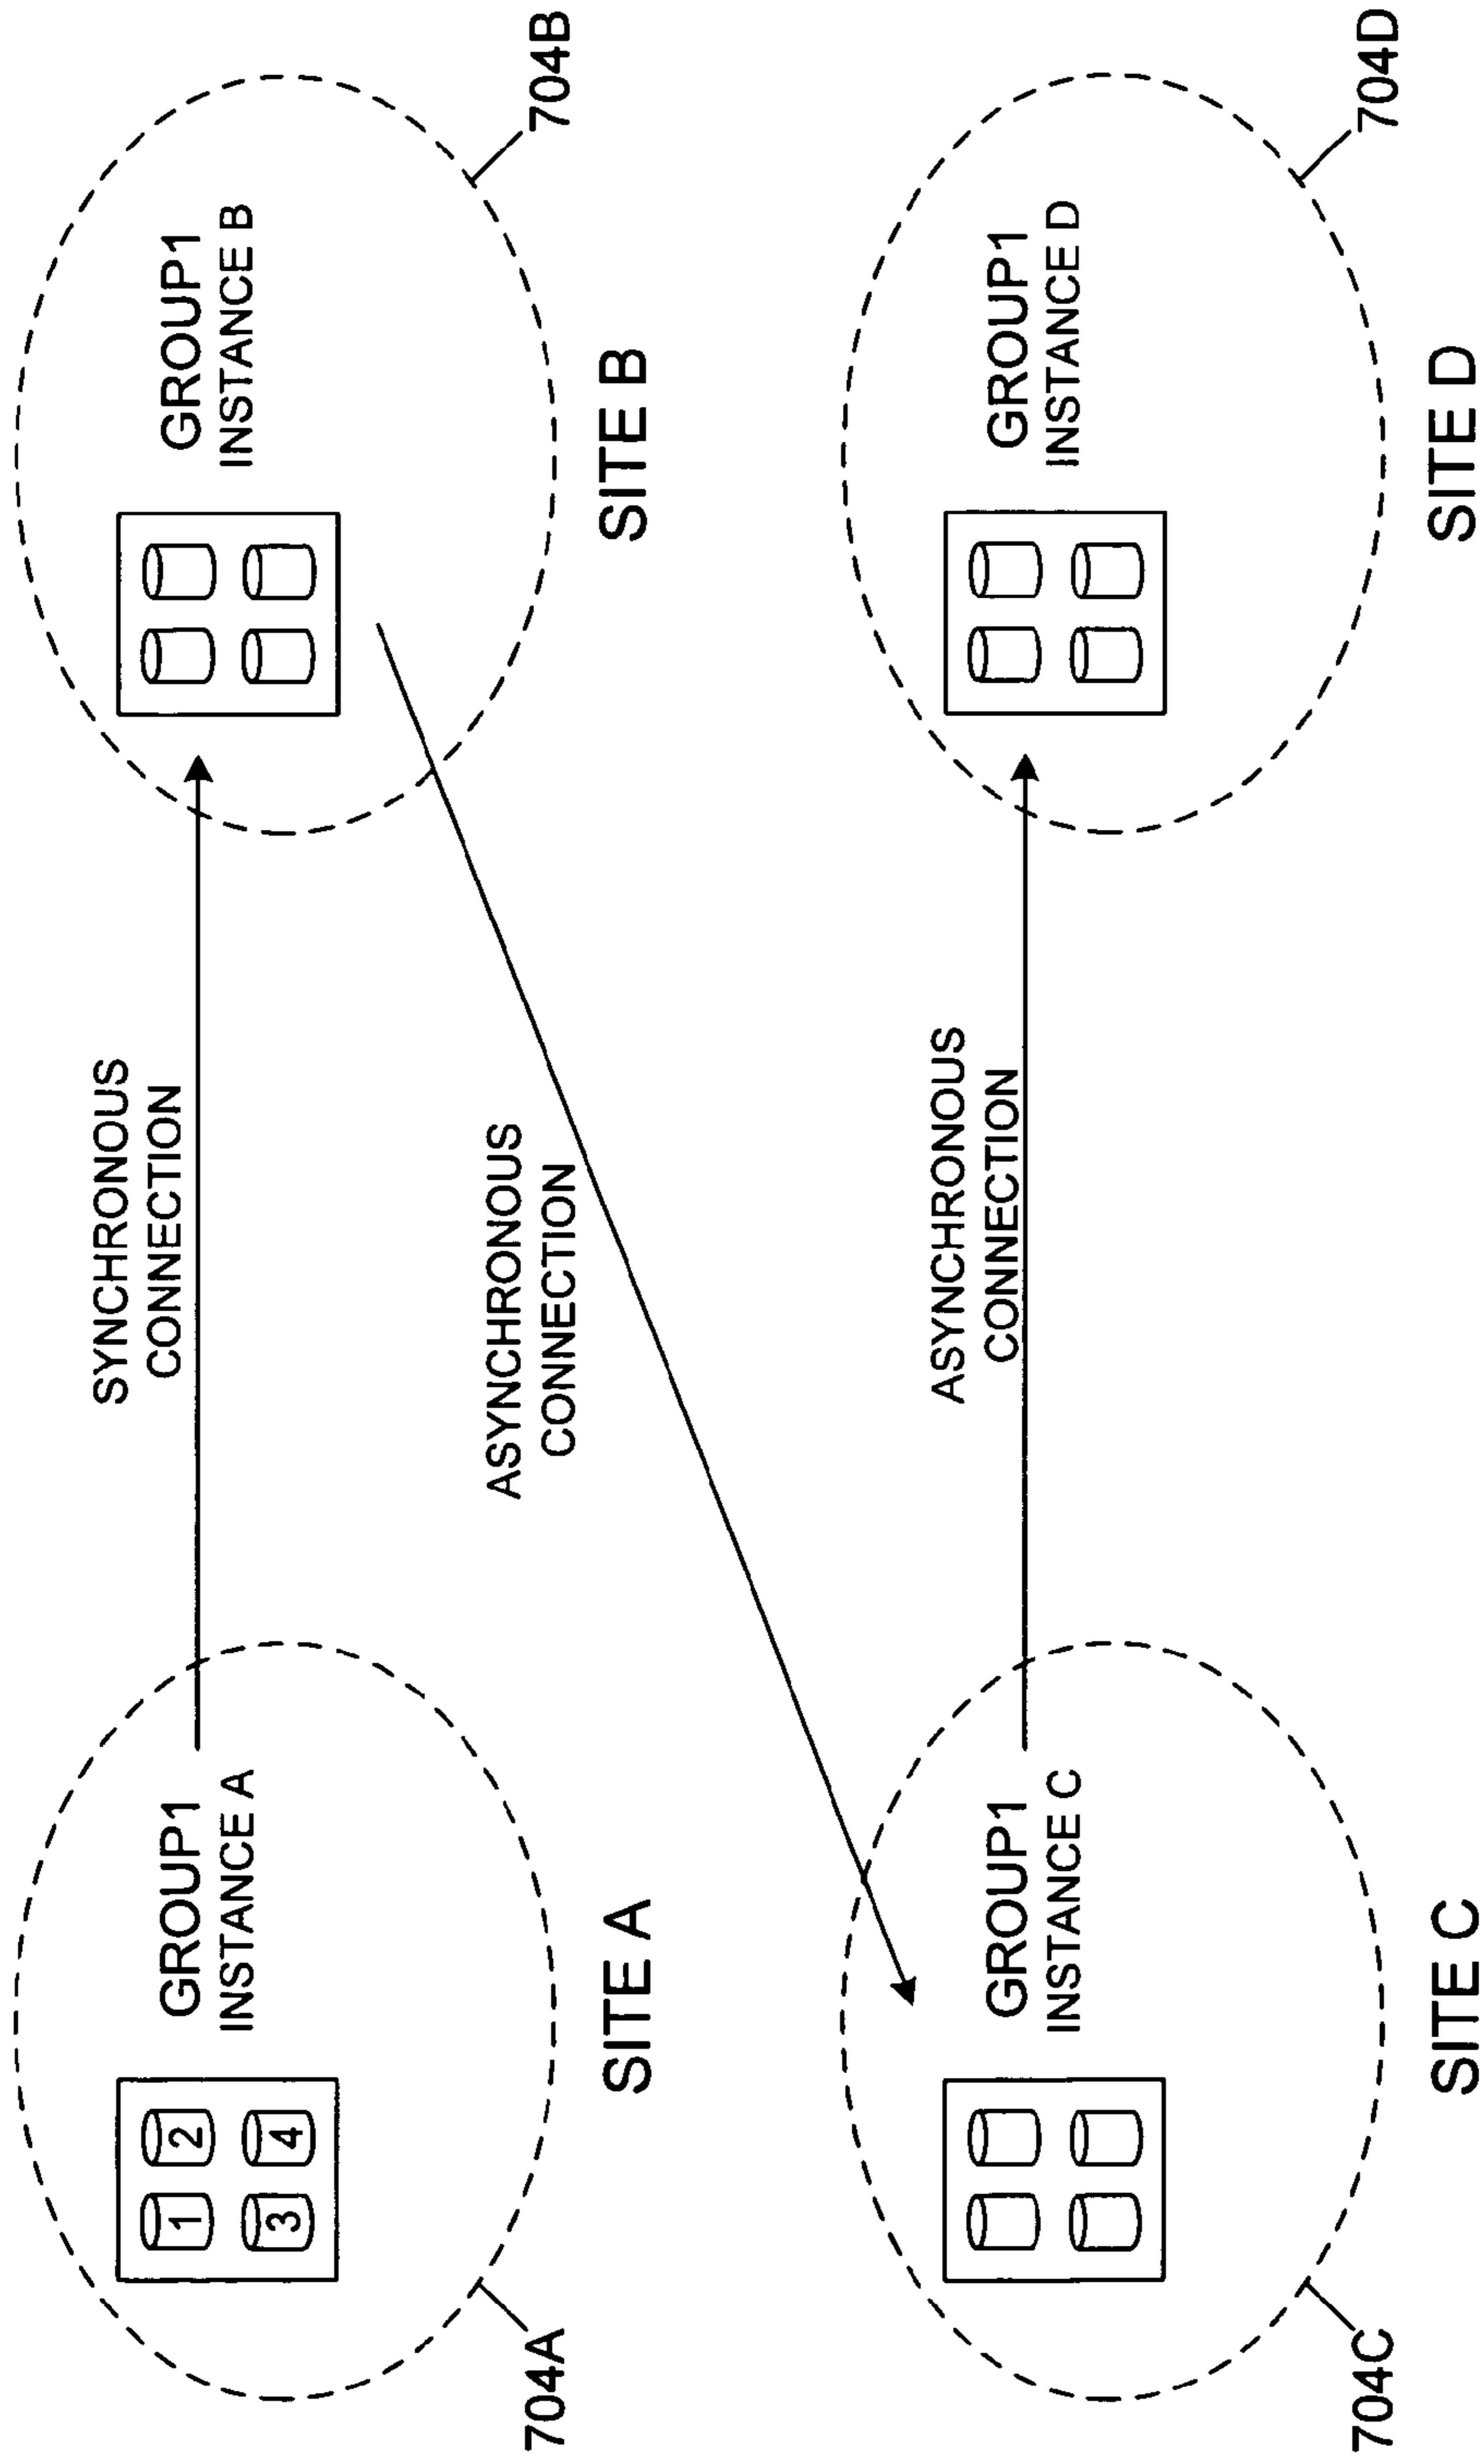 SYNCHRONOUS
CONNECTION
1
2
3
4
GROUP1
INSTANCE A
704A
SITE A
GROUP1
INSTANCE B
704B
SITE B
ASYNCHRONOUS
CONNECTION
ASYNCHRONOUS
CONNECTION
GROUP1
INSTANCE C
704C
SITE C
GROUP1
INSTANCE D
704D
SITE D